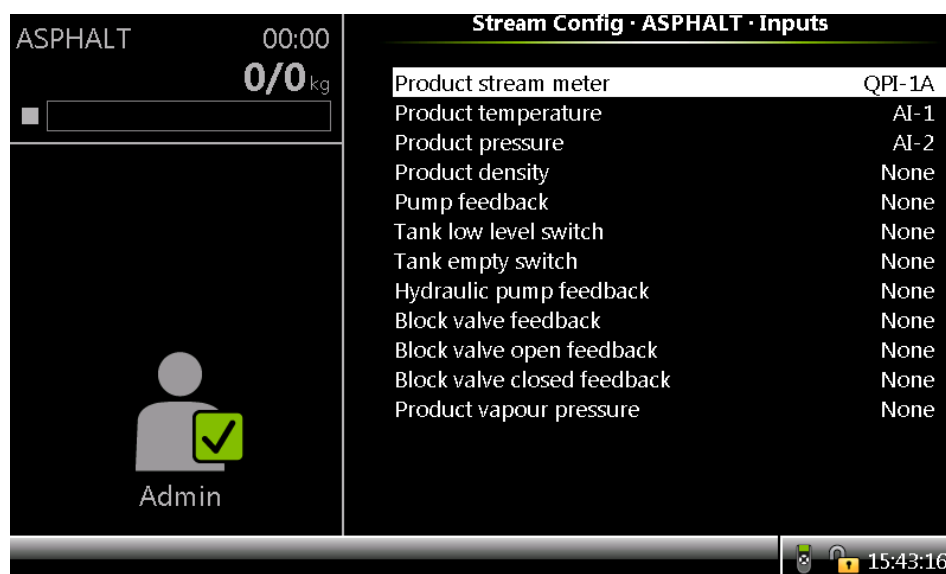 ASPHALT 00:00
0/0 kg
Admin
Stream Config · ASPHALT · Inputs
Product stream meter QPI-1A
Product temperature AI-1
Product pressure AI-2
Product density None
Pump feedback None
Tank low level switch None
Tank empty switch None
Hydraulic pump feedback None
Block valve feedback None
Block valve open feedback None
Block valve closed feedback None
Product vapour pressure None
15:43:16